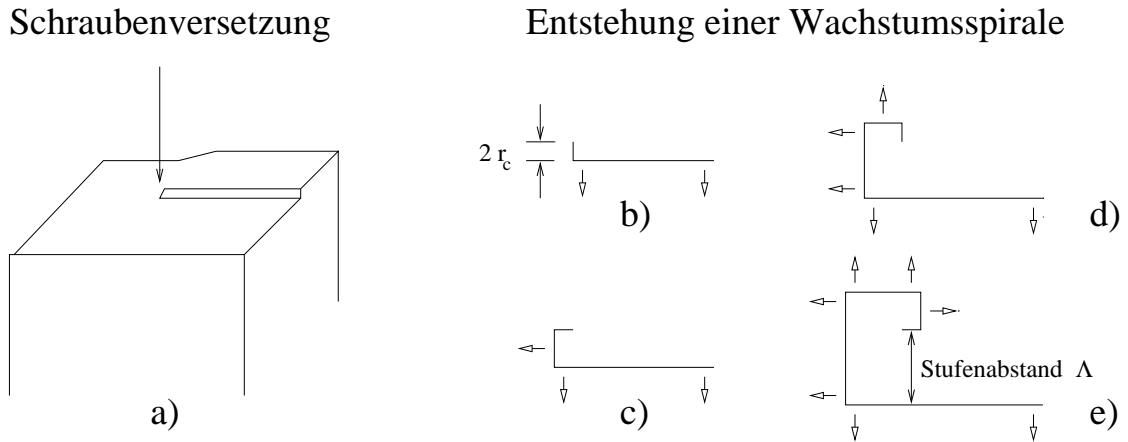 Schraubenversetzung
Entstehung einer Wachstumsspirale
2 r_c
b)
d)
Stufenabstand Λ
a)
c)
e)